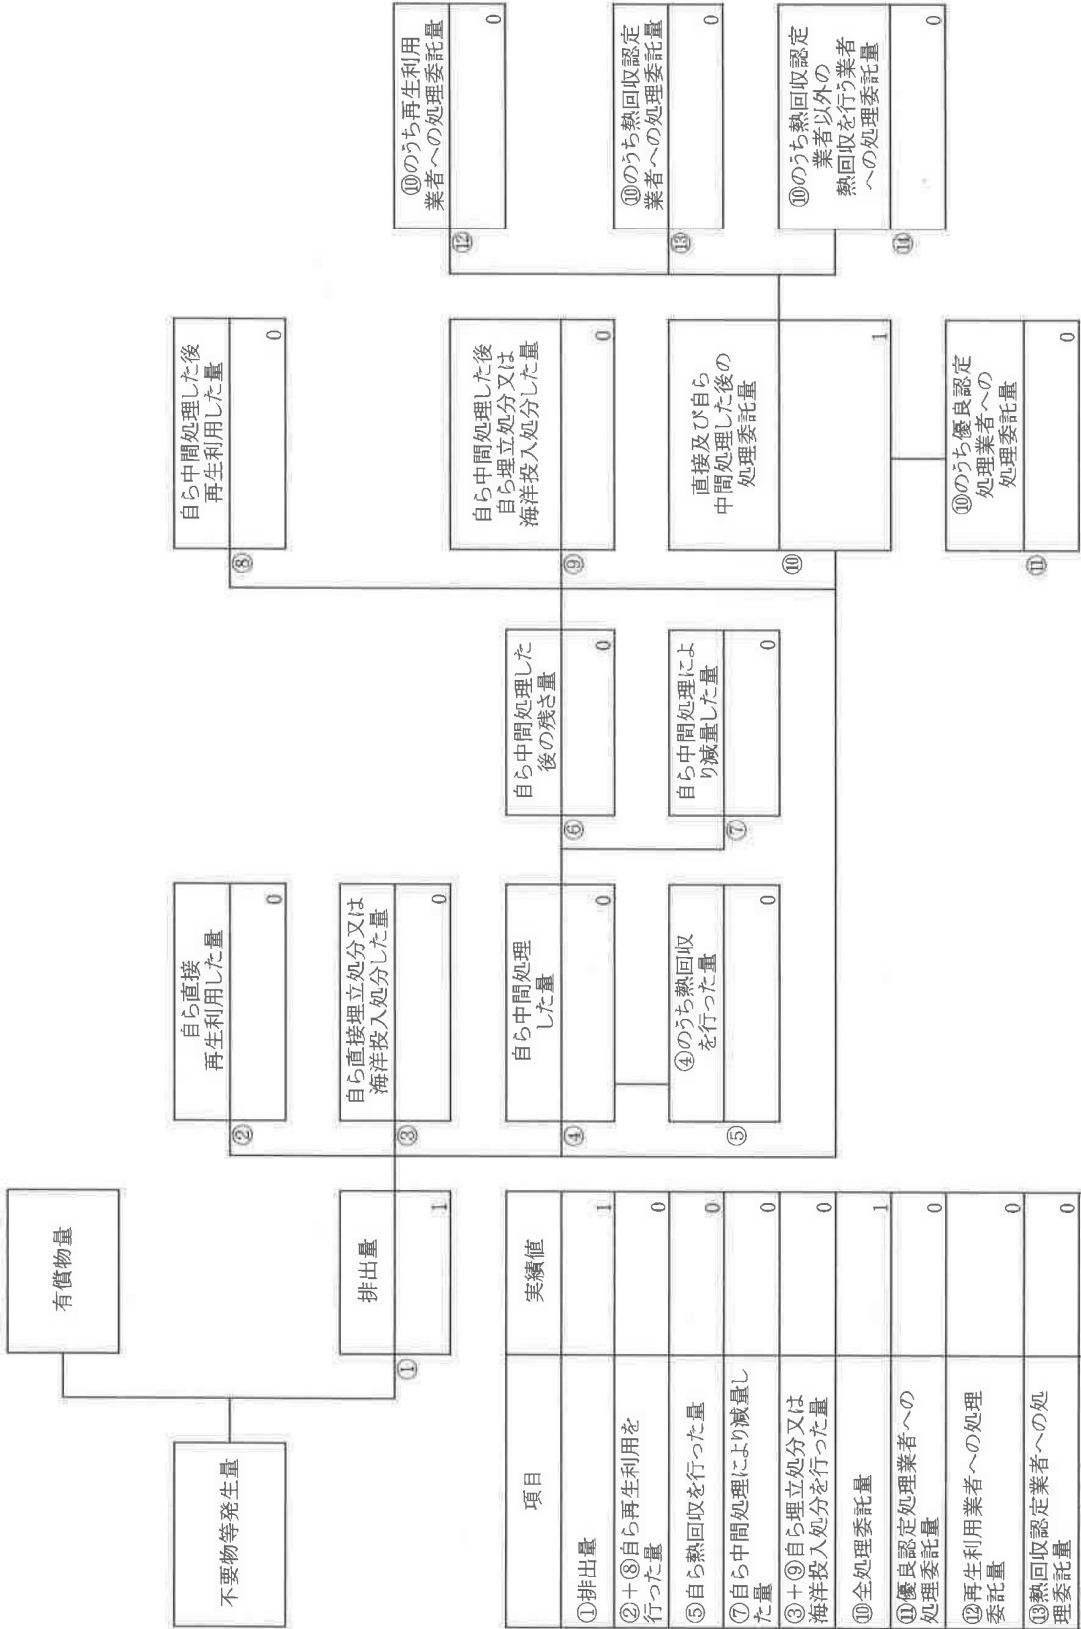 不要物等発生量
有償物量
①
排出量
1
②
自ら直接
再生利用した量
0
③
自ら直接埋立処分又は
海洋投入処分した量
0
④
自ら中間処理
した量
0
⑤
④のうち熱回収
を行った量
0
⑥
自ら中間処理した
後の残さ量
0
⑦
自ら中間処理によ
り減量した量
0
⑧
自ら中間処理した後
再生利用した量
0
⑨
自ら中間処理した後
自ら埋立処分又は
海洋投入処分した量
0
⑩
直接及び自ら
中間処理した後の
処理委託量
1
⑪
⑩のうち優良認定
処理業者への
処理委託量
0
⑫
⑩のうち再生利用
業者への処理委託量
0
⑬
⑩のうち熱回収認定
業者への処理委託量
0
⑭
⑩のうち熱回収認定
業者以外の
熱回収を行う業者
への処理委託量
0
項目
実績値
①排出量
1
②+⑧自ら再生利用を
行った量
0
⑤自ら熱回収を行った量
0
⑦自ら中間処理により減量し
た量
0
③+⑨自ら埋立処分又は
海洋投入処分を行った量
0
⑩全処理委託量
1
⑪優良認定処理業者への
処理委託量
0
⑫再生利用業者への処理
委託量
0
⑬熱回収認定業者への処
理委託量
0